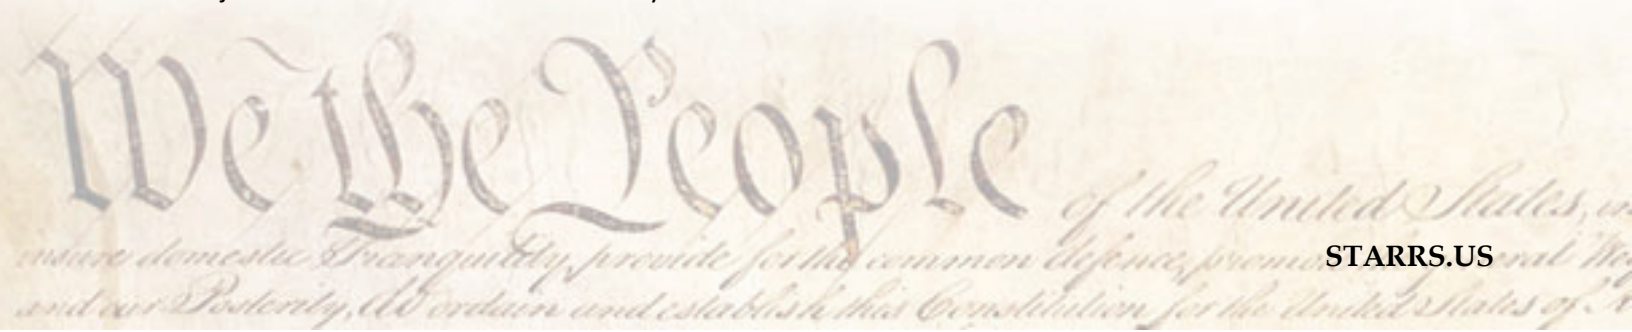 We the People of the United States,
insure domestic Tranquility, provide for the common defence, promo
STARRS.US
and our Posterity, do ordain and establish this Constitution for the United States of A